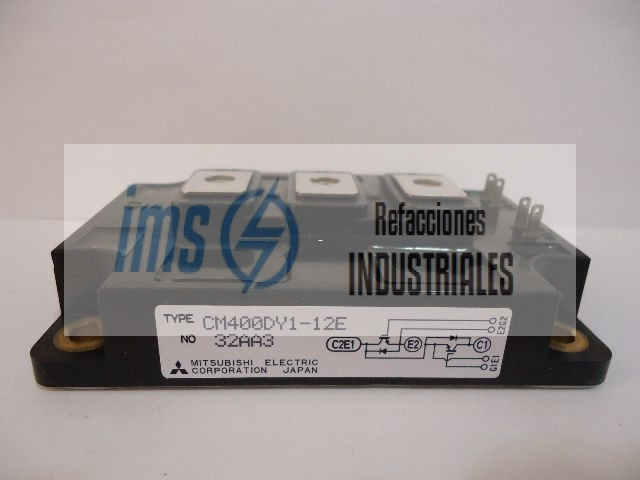 ims
Refacciones
INDUSTRIALES
TYPE CM400DY1-12E
NO 32AA3
MITSUBISHI ELECTRIC
CORPORATION JAPAN
C2E1
E2
C1
E2G2
G1E1